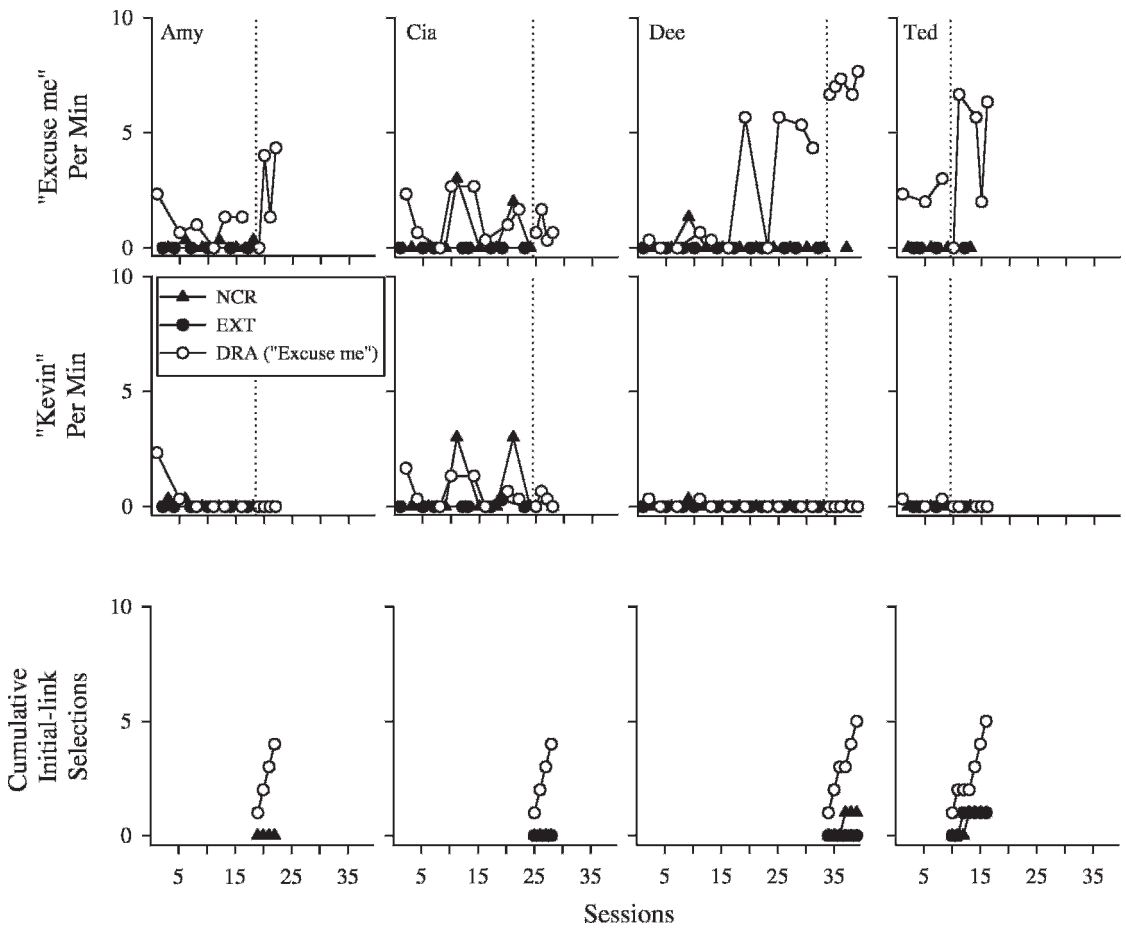 Amy
Cia
Dee
Ted
10
5
0
"Excuse me"
Per Min
NCR
EXT
DRA ("Excuse me")
10
5
0
"Kevin"
Per Min
10
5
0
Cumulative
Initial-link
Selections
5 15 25 35
5 15 25 35
5 15 25 35
5 15 25 35
Sessions